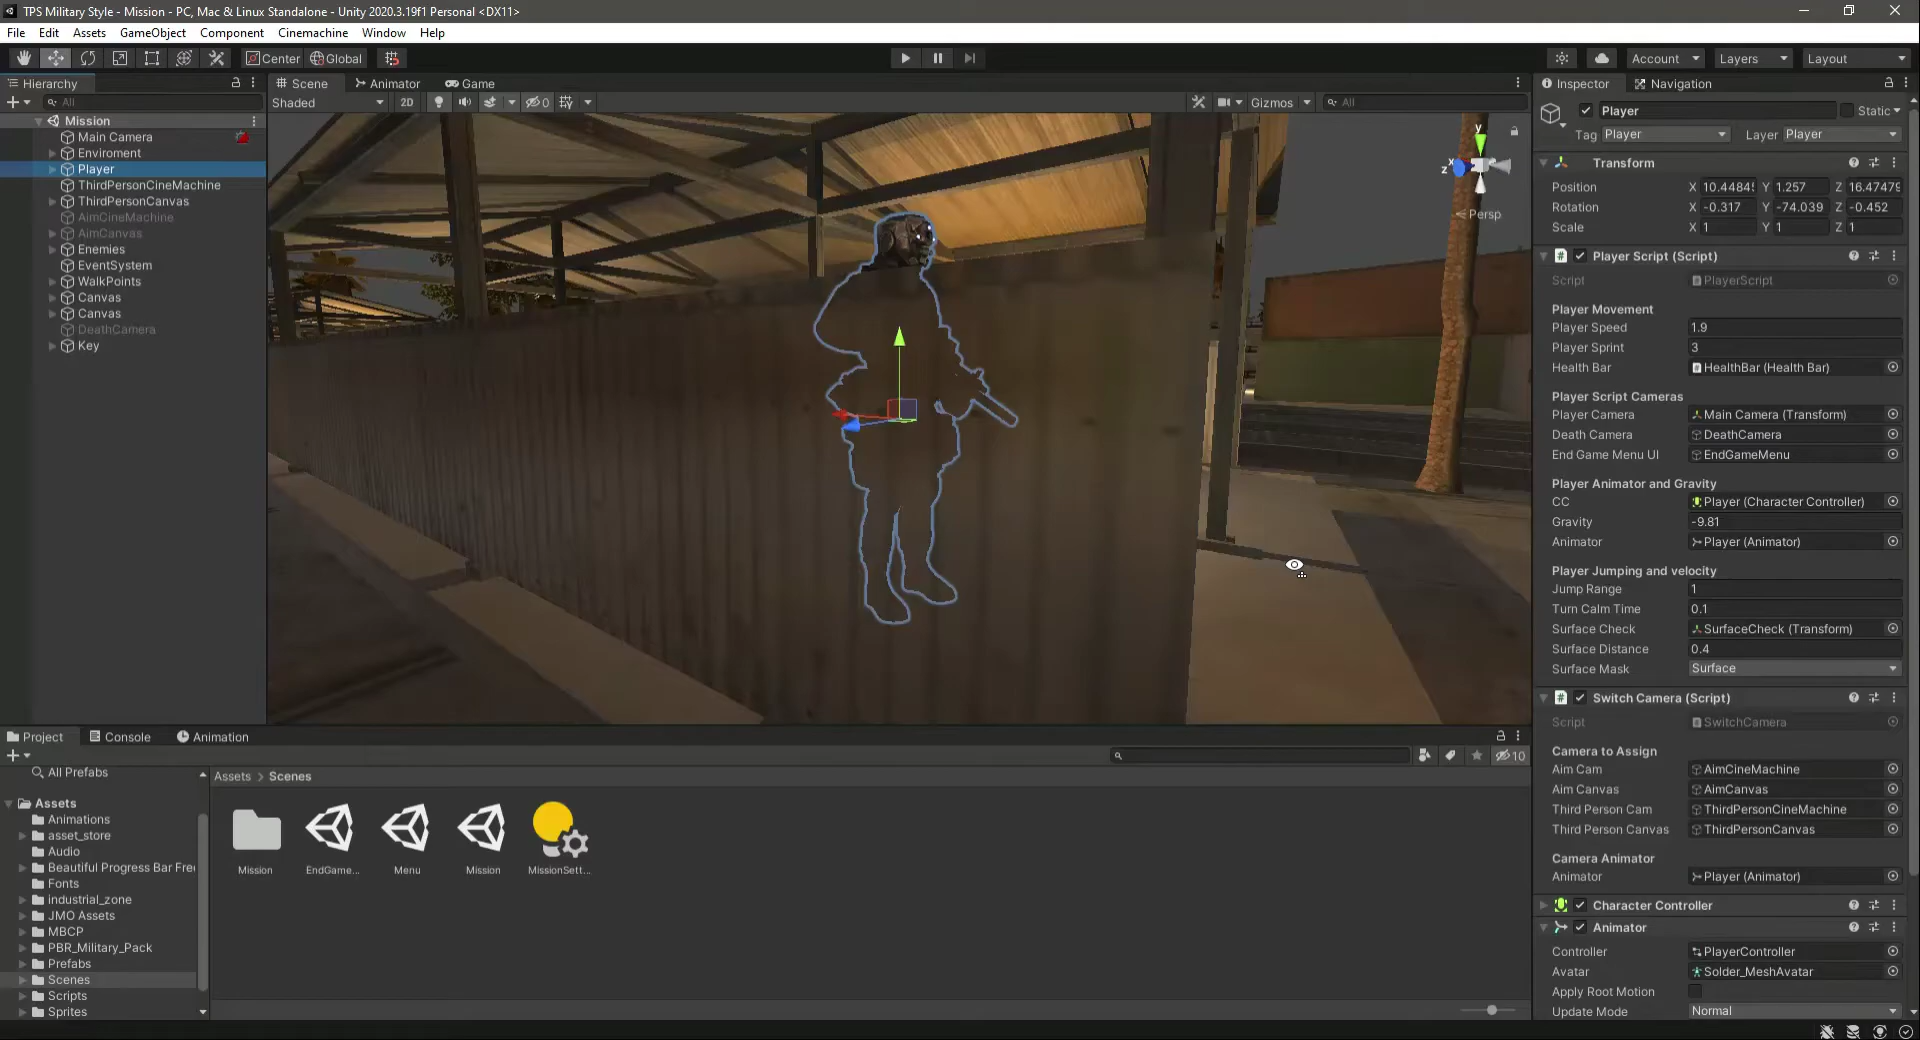 TPS Military Style - Mission - PC, Mac & Linux Standalone - Unity 2020.3.19f1 Personal <DX11>
File Edit Assets GameObject Component Cinemachine Window Help
Center Global Account Layers Layout
Hierarchy
All
Mission
Main Camera
Enviroment
Player
ThirdPersonCineMachine
ThirdPersonCanvas
AimCineMachine
AimCanvas
Enemies
EventSystem
WalkPoints
Canvas
Canvas
DeathCamera
Key
Scene Animator Game
Shaded 2D 0 Gizmos All
y
x
z
Persp
Inspector Navigation
Player Static
Tag Player Layer Player
Transform
Position X 10.4484 Y 1.257 Z 16.47479
Rotation X -0.317 Y -74.039 Z -0.452
Scale X 1 Y 1 Z 1
Player Script (Script)
Script PlayerScript
Player Movement
Player Speed 1.9
Player Sprint 3
Health Bar HealthBar (Health Bar)
Player Script Cameras
Player Camera Main Camera (Transform)
Death Camera DeathCamera
End Game Menu UI EndGameMenu
Player Animator and Gravity
CC Player (Character Controller)
Gravity -9.81
Animator Player (Animator)
Player Jumping and velocity
Jump Range 1
Turn Calm Time 0.1
Surface Check SurfaceCheck (Transform)
Surface Distance 0.4
Surface Mask Surface
Switch Camera (Script)
Script SwitchCamera
Camera to Assign
Aim Cam AimCineMachine
Aim Canvas AimCanvas
Third Person Cam ThirdPersonCineMachine
Third Person Canvas ThirdPersonCanvas
Camera Animator
Animator Player (Animator)
Character Controller
Animator
Controller PlayerController
Avatar Solder_MeshAvatar
Apply Root Motion
Update Mode Normal
Project Console Animation
10
All Prefabs
Assets
Animations
asset_store
Audio
Beautiful Progress Bar Free
Fonts
industrial_zone
JMO Assets
MBCP
PBR_Military_Pack
Prefabs
Scenes
Scripts
Sprites
Assets > Scenes
Mission EndGame... Menu Mission MissionSett...